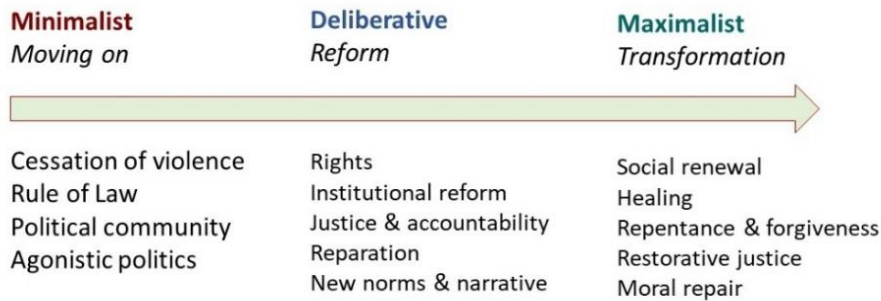 Minimalist
Moving on
Deliberative
Reform
Maximalist
Transformation
Cessation of violence
Rule of Law
Political community
Agonistic politics
Rights
Institutional reform
Justice & accountability
Reparation
New norms & narrative
Social renewal
Healing
Repentance & forgiveness
Restorative justice
Moral repair